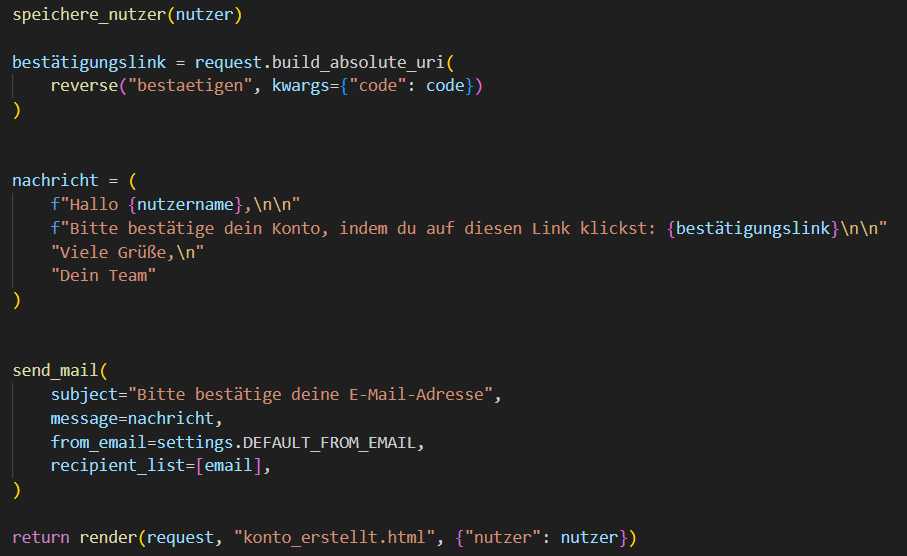 speichere_nutzer(nutzer)
bestätigungslink = request.build_absolute_uri(
reverse("bestaetigen", kwargs={"code": code})
)
nachricht = (
f"Hallo {nutzername},\n\n"
f"Bitte bestätige dein Konto, indem du auf diesen Link klickst: {bestätigungslink}\n\n"
"Viele Grüße,\n"
"Dein Team"
)
send_mail(
subject="Bitte bestätige deine E-Mail-Adresse",
message=nachricht,
from_email=settings.DEFAULT_FROM_EMAIL,
recipient_list=[email],
)
return render(request, "konto_erstellt.html", {"nutzer": nutzer})